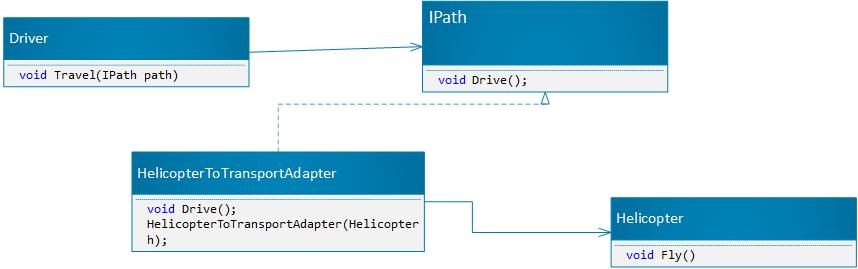 Driver
void Travel(IPath path)
IPath
void Drive();
HelicopterToTransportAdapter
void Drive();
HelicopterToTransportAdapter(Helicopter
h);
Helicopter
void Fly()